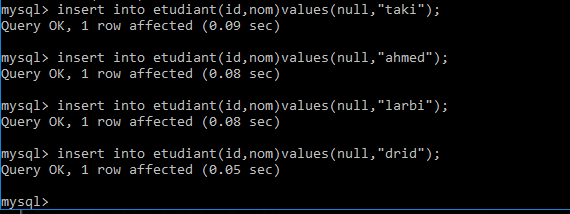 mysql> insert into etudiant(id,nom)values(null,"taki");
Query OK, 1 row affected (0.09 sec)
mysql> insert into etudiant(id,nom)values(null,"ahmed");
Query OK, 1 row affected (0.08 sec)
mysql> insert into etudiant(id,nom)values(null,"larbi");
Query OK, 1 row affected (0.08 sec)
mysql> insert into etudiant(id,nom)values(null,"drid");
Query OK, 1 row affected (0.05 sec)
mysql>